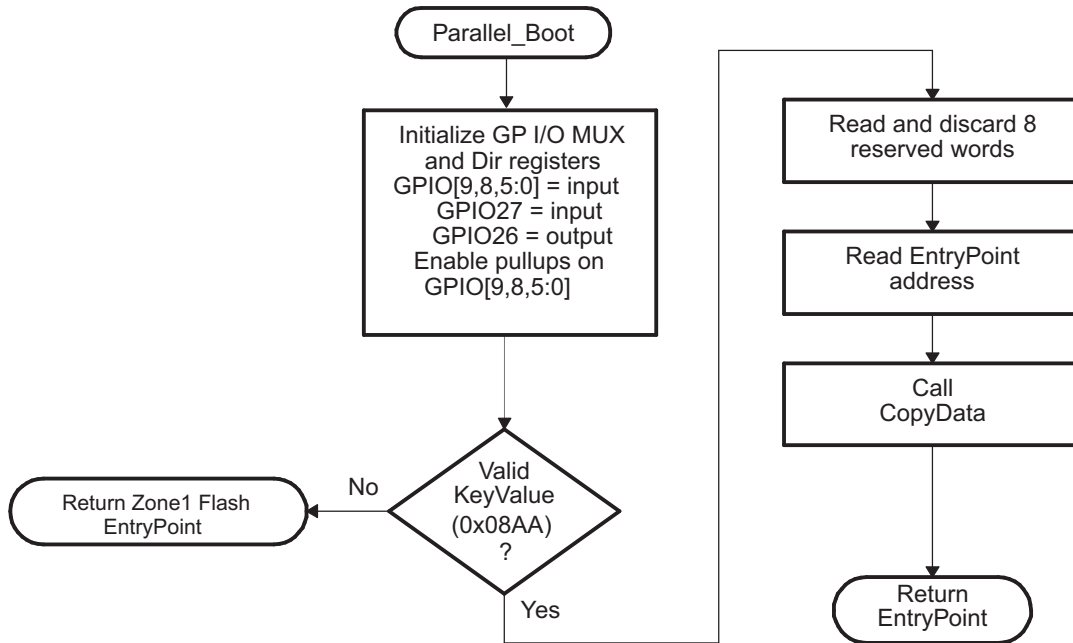 Parallel_Boot
Initialize GP I/O MUX
and Dir registers
GPIO[9,8,5:0] = input
GPIO27 = input
GPIO26 = output
Enable pullups on
GPIO[9,8,5:0]
Valid
KeyValue
(0x08AA)
?
No
Return Zone1 Flash
EntryPoint
Yes
Read and discard 8
reserved words
Read EntryPoint
address
Call
CopyData
Return
EntryPoint